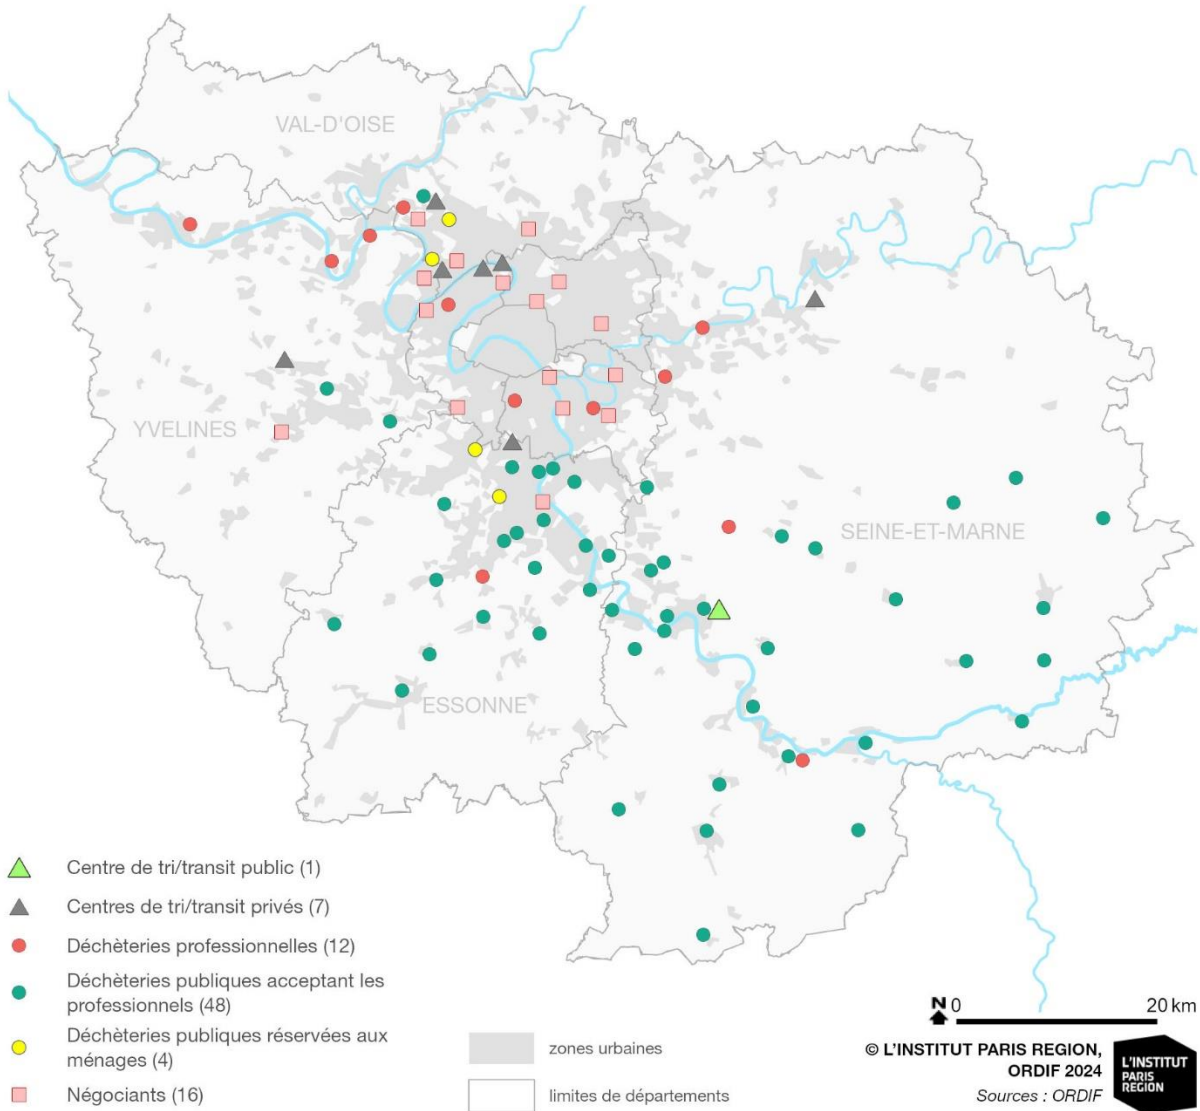 VAL-D'OISE
YVELINES
SEINE-ET-MARNE
ESSONNE
Centre de tri/transit public (1)
Centres de tri/transit privés (7)
Déchèteries professionnelles (12)
Déchèteries publiques acceptant les
professionnels (48)
Déchèteries publiques réservées aux
ménages (4)
Négociants (16)
zones urbaines
limites de départements
N 0 20 km
© L'INSTITUT PARIS REGION,
ORDIF 2024
Sources : ORDIF
L'INSTITUT
PARIS
REGION